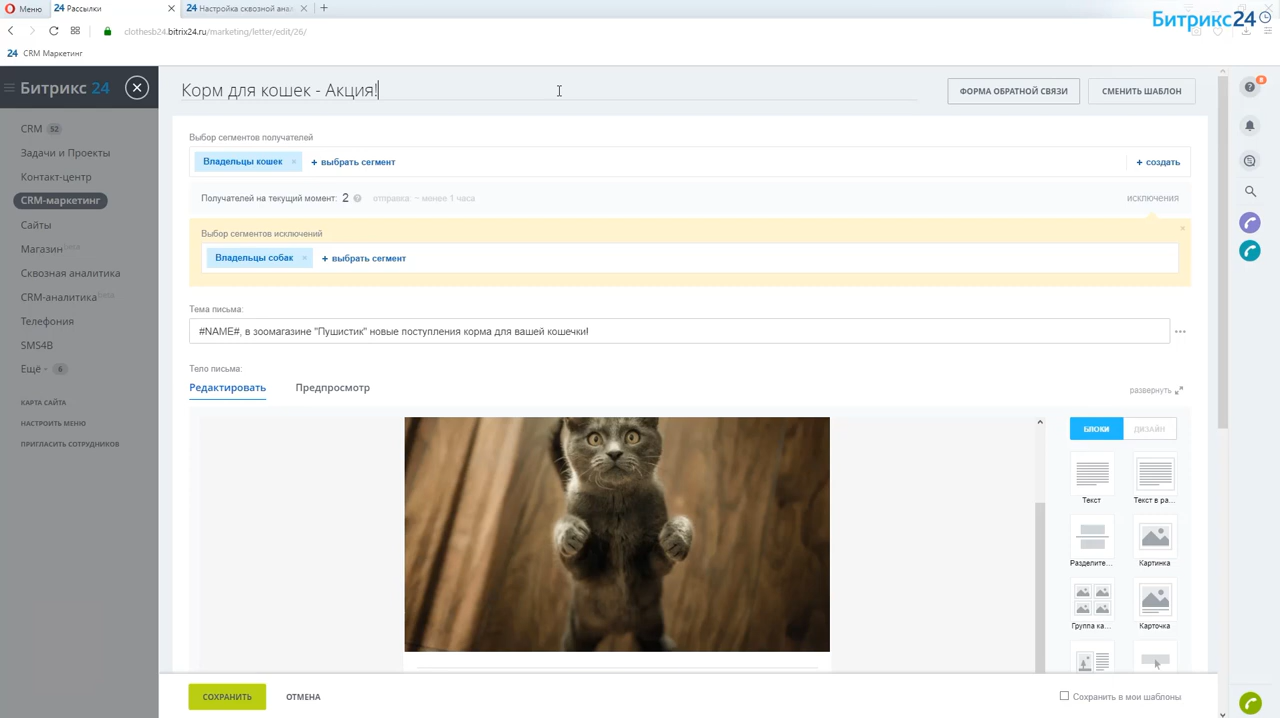 Меню
24 Рассылки
24 Настройка сквозной анал
clothesb24.bitrix24.ru/marketing/letter/edit/26/
Битрикс24
24 CRM Маркетинг
Битрикс 24
CRM 52
Задачи и Проекты
Контакт-центр
CRM-маркетинг
Сайты
Магазин beta
Сквозная аналитика
CRM-аналитика beta
Телефония
SMS4B
Ещё 6
КАРТА САЙТА
НАСТРОИТЬ МЕНЮ
ПРИГЛАСИТЬ СОТРУДНИКОВ
Корм для кошек - Акция!
ФОРМА ОБРАТНОЙ СВЯЗИ
СМЕНИТЬ ШАБЛОН
Выбор сегментов получателей
Владельцы кошек × + выбрать сегмент
+ создать
Получателей на текущий момент: 2 ? отправка: ~ менее 1 часа
исключения
Выбор сегментов исключений
Владельцы собак × + выбрать сегмент
Тема письма:
#NAME#, в зоомагазине "Пушистик" новые поступления корма для вашей кошечки!
Тело письма:
Редактировать
Предпросмотр
развернуть
БЛОКИ
ДИЗАЙН
Текст
Текст в ра...
Разделите...
Картинка
Группа ка...
Карточка
СОХРАНИТЬ
ОТМЕНА
Сохранить в мои шаблоны
8